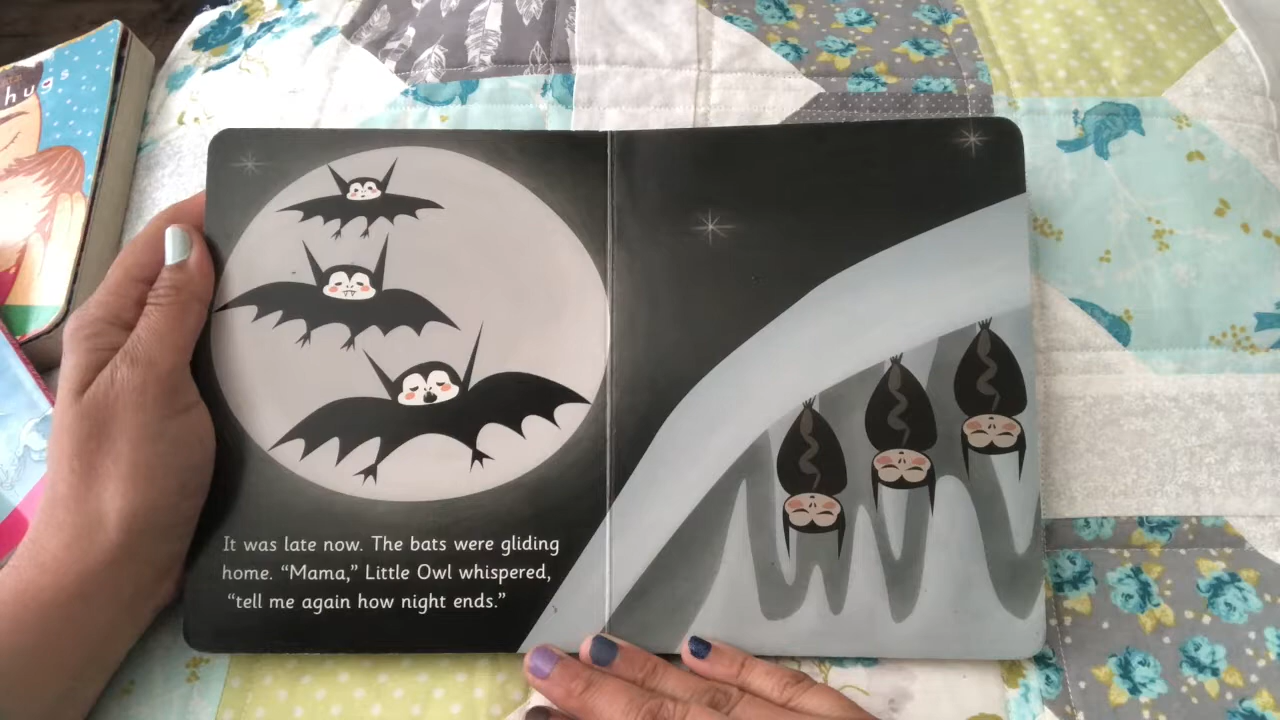 hugs
It was late now. The bats were gliding
home. “Mama,” Little Owl whispered,
“tell me again how night ends.”